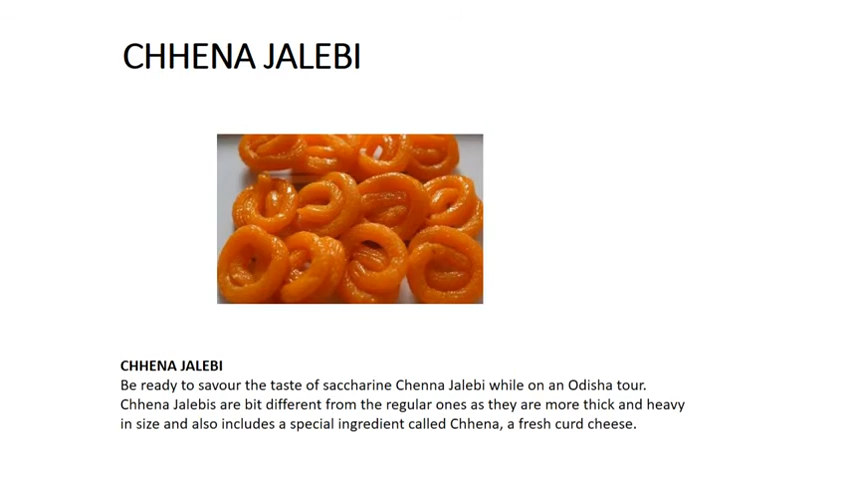 CHHENA JALEBI
CHHENA JALEBI
Be ready to savour the taste of saccharine Chenna Jalebi while on an Odisha tour.
Chhena Jalebis are bit different from the regular ones as they are more thick and heavy
in size and also includes a special ingredient called Chhena, a fresh curd cheese.